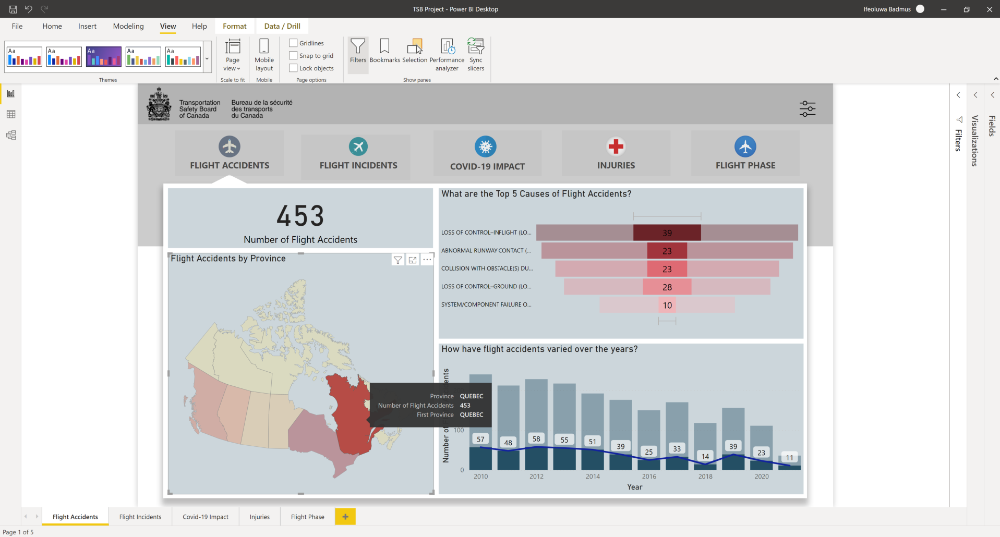 TSB Project - Power BI Desktop
Ifeoluwa Badmus
File Home Insert Modeling View Help Format Data / Drill
Aa Aa Aa Aa Aa
Themes
Page view
Scale to fit
Mobile layout
Mobile
Gridlines
Snap to grid
Lock objects
Page options
Filters
Bookmarks
Selection
Performance analyzer
Sync slicers
Show panes
Transportation
Safety Board
of Canada
Bureau de la sécurité
des transports
du Canada
FLIGHT ACCIDENTS
FLIGHT INCIDENTS
COVID-19 IMPACT
INJURIES
FLIGHT PHASE
453
Number of Flight Accidents
Flight Accidents by Province
Province QUEBEC
Number of Flight Accidents 453
First Province QUEBEC
What are the Top 5 Causes of Flight Accidents?
LOSS OF CONTROL–INFLIGHT (LO... 39
ABNORMAL RUNWAY CONTACT (... 23
COLLISION WITH OBSTACLE(S) DU... 23
LOSS OF CONTROL–GROUND (LO... 28
SYSTEM/COMPONENT FAILURE O... 10
How have flight accidents varied over the years?
Number of
100
0
57 48 58 55 51 39 25 33 14 39 23 11
2010 2012 2014 2016 2018 2020
Year
Filters
Visualizations
Fields
Flight Accidents Flight Incidents Covid-19 Impact Injuries Flight Phase +
Page 1 of 5